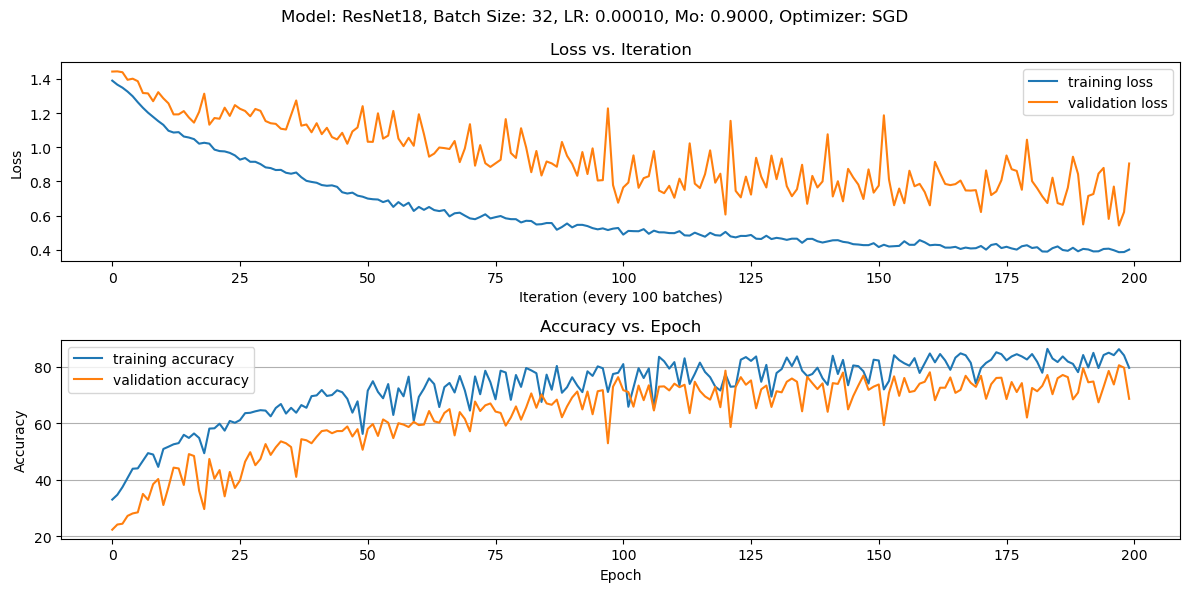 Model: ResNet18, Batch Size: 32, LR: 0.00010, Mo: 0.9000, Optimizer: SGD
Loss vs. Iteration
Loss
1.4
1.2
1.0
0.8
0.6
0.4
training loss
validation loss
0 25 50 75 100 125 150 175 200
Iteration (every 100 batches)
Accuracy vs. Epoch
Accuracy
80
60
40
20
training accuracy
validation accuracy
0 25 50 75 100 125 150 175 200
Epoch